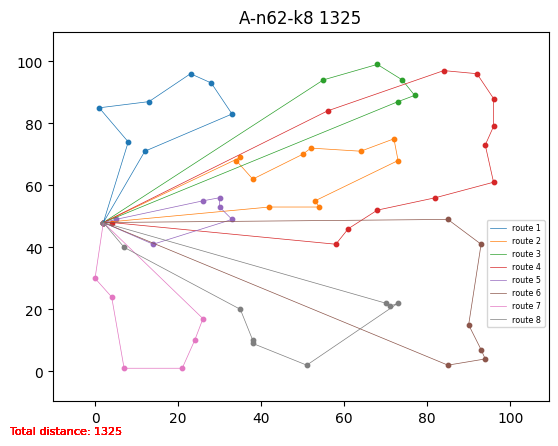 A-n62-k8 1325
100
80
60
40
20
0
route 1
route 2
route 3
route 4
route 5
route 6
route 7
route 8
0 20 40 60 80 100
Total distance: 1325